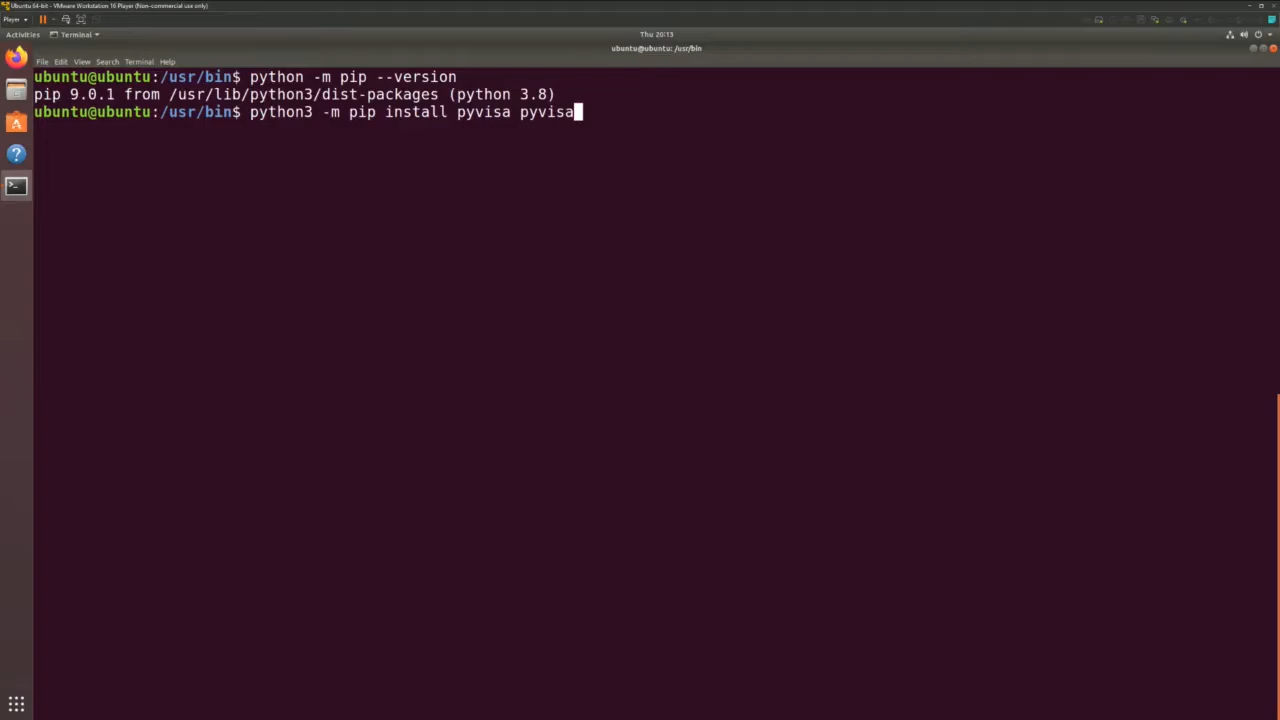 Ubuntu 64-bit - VMware Workstation 16 Player (Non-commercial use only)
Player
Activities Terminal Thu 20:13
ubuntu@ubuntu: /usr/bin
File Edit View Search Terminal Help
ubuntu@ubuntu:/usr/bin$ python -m pip --version
pip 9.0.1 from /usr/lib/python3/dist-packages (python 3.8)
ubuntu@ubuntu:/usr/bin$ python3 -m pip install pyvisa pyvisa